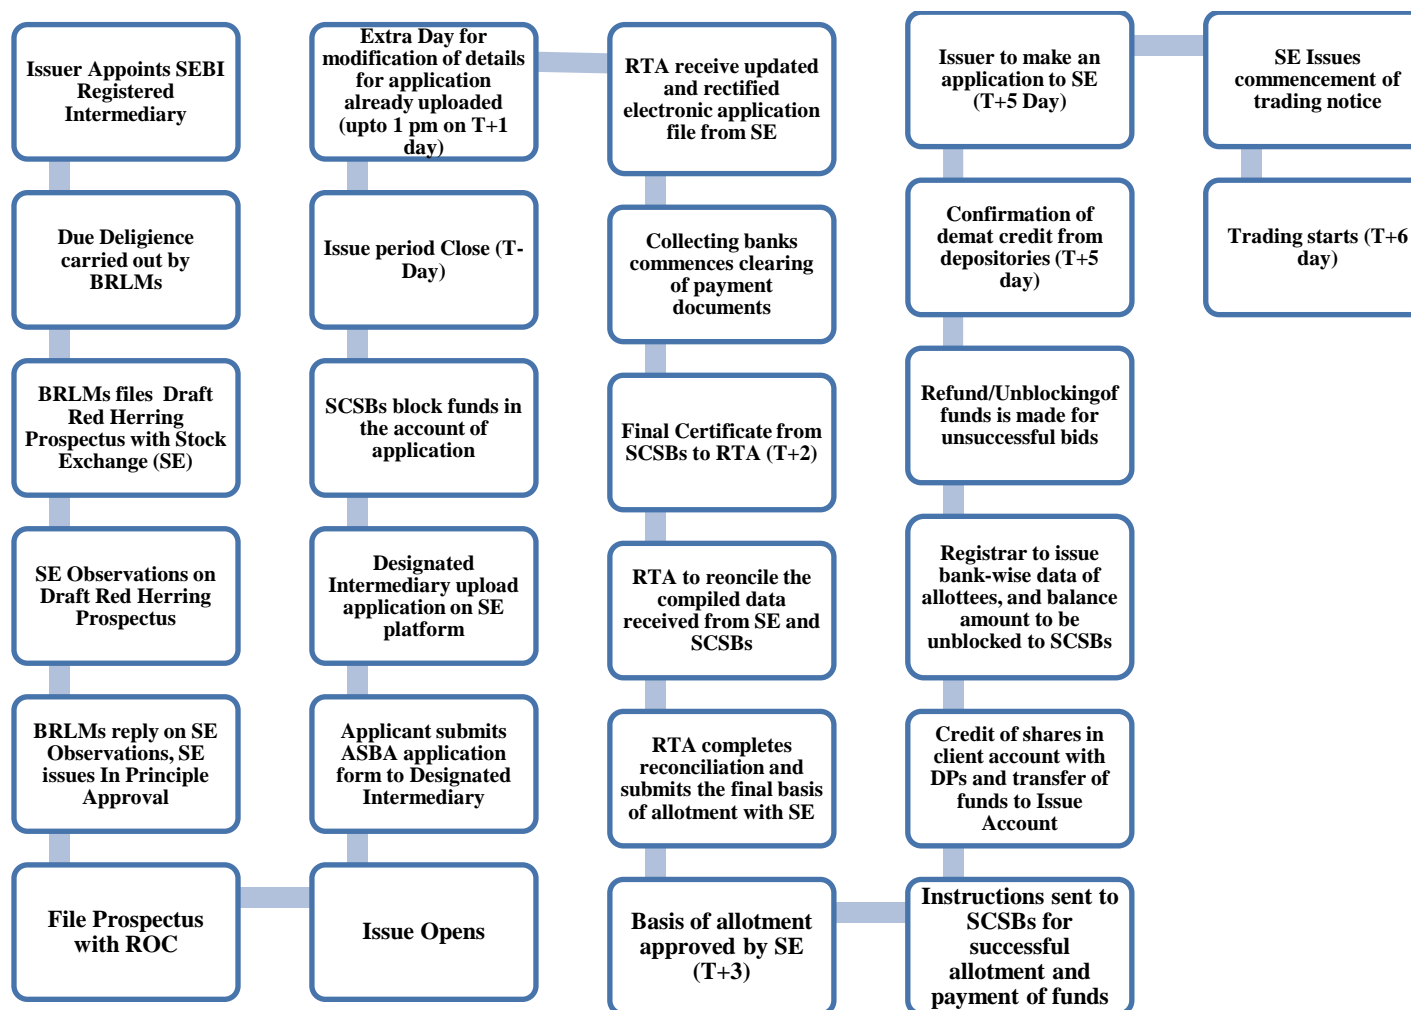 Issuer Appoints SEBI
Registered
Intermediary
Due Deligience
carried out by
BRLMs
BRLMs files Draft
Red Herring
Prospectus with Stock
Exchange (SE)
SE Observations on
Draft Red Herring
Prospectus
BRLMs reply on SE
Observations, SE
issues In Principle
Approval
File Prospectus
with ROC
Issue Opens
Applicant submits
ASBA application
form to Designated
Intermediary
Designated
Intermediary upload
application on SE
platform
SCSBs block funds in
the account of
application
Issue period Close (T-
Day)
Extra Day for
modification of details
for application
already uploaded
(upto 1 pm on T+1
day)
RTA receive updated
and rectified
electronic application
file from SE
Collecting banks
commences clearing
of payment
documents
Final Certificate from
SCSBs to RTA (T+2)
RTA to reconcile the
compiled data
received from SE and
SCSBs
RTA completes
reconciliation and
submits the final basis
of allotment with SE
Basis of allotment
approved by SE
(T+3)
Instructions sent to
SCSBs for
successful
allotment and
payment of funds
Credit of shares in
client account with
DPs and transfer of
funds to Issue
Account
Registrar to issue
bank-wise data of
allottees, and balance
amount to be
unblocked to SCSBs
Refund/Unblockingof
funds is made for
unsuccessful bids
Confirmation of
demat credit from
depositories (T+5
day)
Issuer to make an
application to SE
(T+5 Day)
SE Issues
commencement of
trading notice
Trading starts (T+6
day)